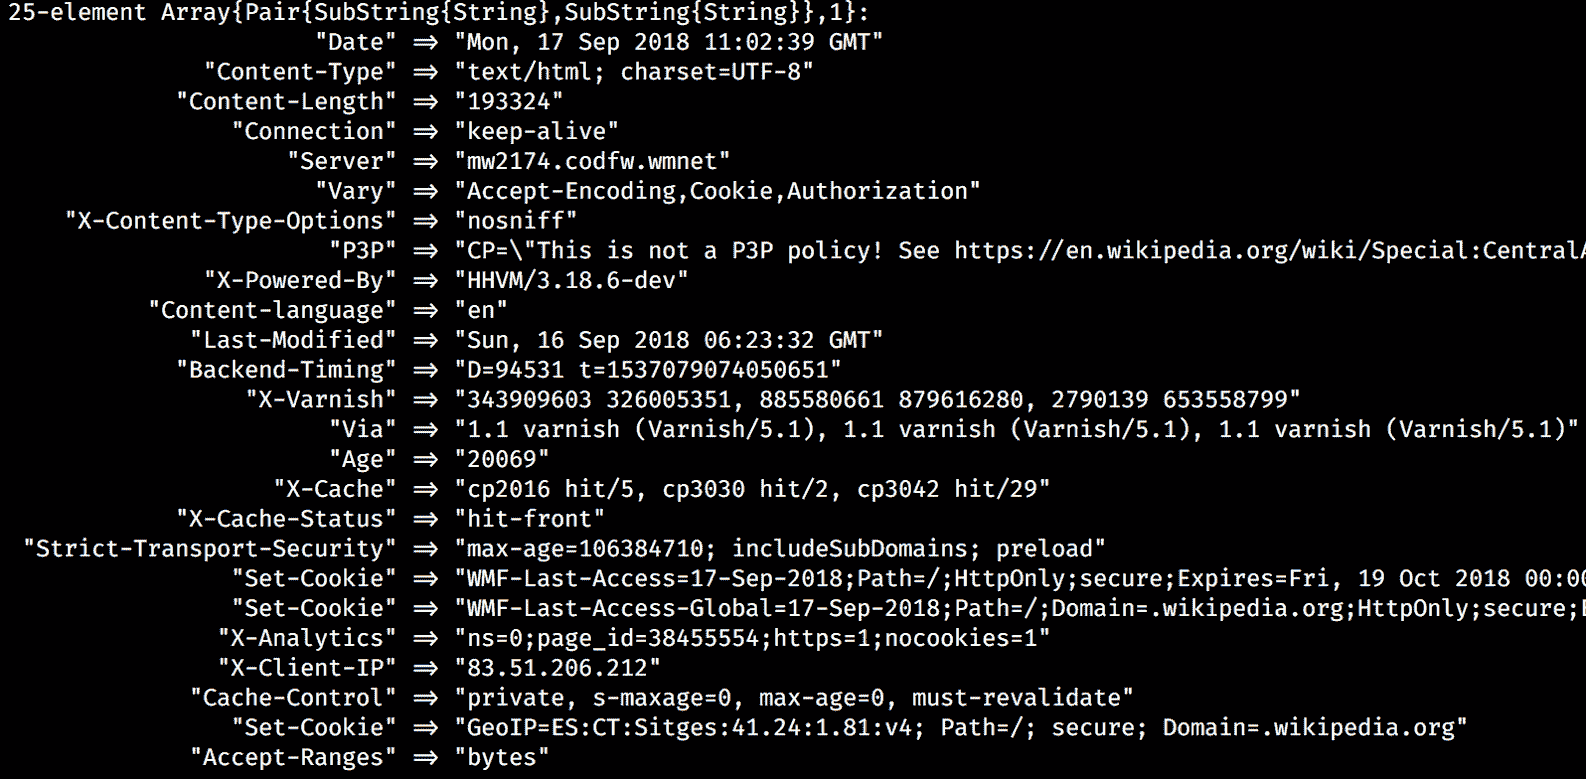 25-element Array{Pair{SubString{String},SubString{String}},1}:
"Date" => "Mon, 17 Sep 2018 11:02:39 GMT"
"Content-Type" => "text/html; charset=UTF-8"
"Content-Length" => "193324"
"Connection" => "keep-alive"
"Server" => "mw2174.codfw.wmnet"
"Vary" => "Accept-Encoding,Cookie,Authorization"
"X-Content-Type-Options" => "nosniff"
"P3P" => "CP=\"This is not a P3P policy! See https://en.wikipedia.org/wiki/Special:CentralA
"X-Powered-By" => "HHVM/3.18.6-dev"
"Content-language" => "en"
"Last-Modified" => "Sun, 16 Sep 2018 06:23:32 GMT"
"Backend-Timing" => "D=94531 t=1537079074050651"
"X-Varnish" => "343909603 326005351, 885580661 879616280, 2790139 653558799"
"Via" => "1.1 varnish (Varnish/5.1), 1.1 varnish (Varnish/5.1), 1.1 varnish (Varnish/5.1)"
"Age" => "20069"
"X-Cache" => "cp2016 hit/5, cp3030 hit/2, cp3042 hit/29"
"X-Cache-Status" => "hit-front"
"Strict-Transport-Security" => "max-age=106384710; includeSubDomains; preload"
"Set-Cookie" => "WMF-Last-Access=17-Sep-2018;Path=/;HttpOnly;secure;Expires=Fri, 19 Oct 2018 00:00
"Set-Cookie" => "WMF-Last-Access-Global=17-Sep-2018;Path=/;Domain=.wikipedia.org;HttpOnly;secure;E
"X-Analytics" => "ns=0;page_id=38455554;https=1;nocookies=1"
"X-Client-IP" => "83.51.206.212"
"Cache-Control" => "private, s-maxage=0, max-age=0, must-revalidate"
"Set-Cookie" => "GeoIP=ES:CT:Sitges:41.24:1.81:v4; Path=/; secure; Domain=.wikipedia.org"
"Accept-Ranges" => "bytes"